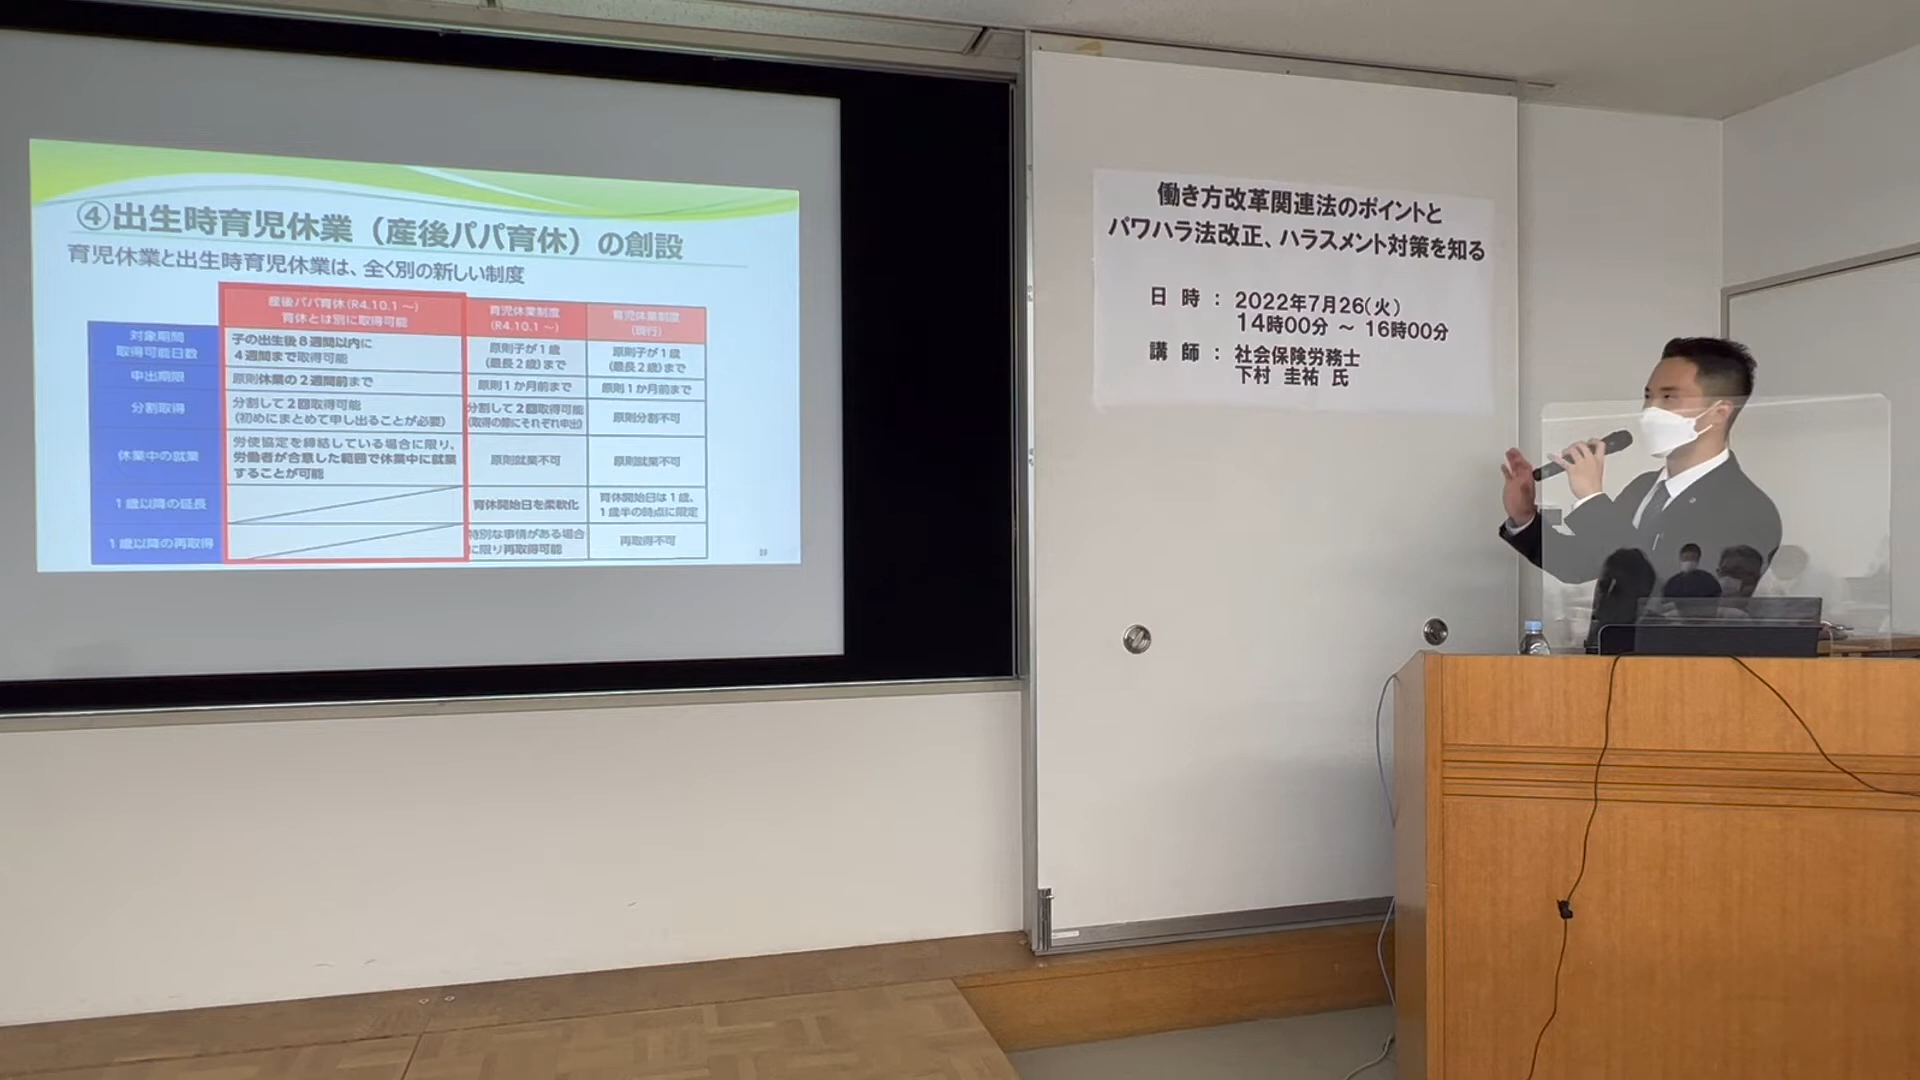 ④出生時育児休業（産後パパ育休）の創設
育児休業と出生時育児休業は、全く別の新しい制度
産後パパ育休（R4.10.1～）
育休とは別に取得可能
育児休業制度
（R4.10.1～）
育児休業制度
（現行）
対象期間
取得可能日数
子の出生後８週間以内に
４週間まで取得可能
原則子が１歳
（最長２歳）まで
原則子が１歳
（最長２歳）まで
申出期限
原則休業の２週間前まで
原則１か月前まで
原則１か月前まで
分割取得
分割して２回取得可能
（初めにまとめて申し出ることが必要）
分割して２回取得可能
（取得の際にそれぞれ申出）
原則分割不可
休業中の就業
労使協定を締結している場合に限り、
労働者が合意した範囲で休業中に就業
することが可能
原則就業不可
原則就業不可
１歳以降の延長
育休開始日を柔軟化
育休開始日は１歳、
１歳半の時点に限定
１歳以降の再取得
特別な事情がある場合
に限り再取得可能
再取得不可
働き方改革関連法のポイントと
パワハラ法改正、ハラスメント対策を知る
日 時 ： 2022年7月26(火)
14時00分 ～ 16時00分
講 師 ： 社会保険労務士
下村 圭祐 氏